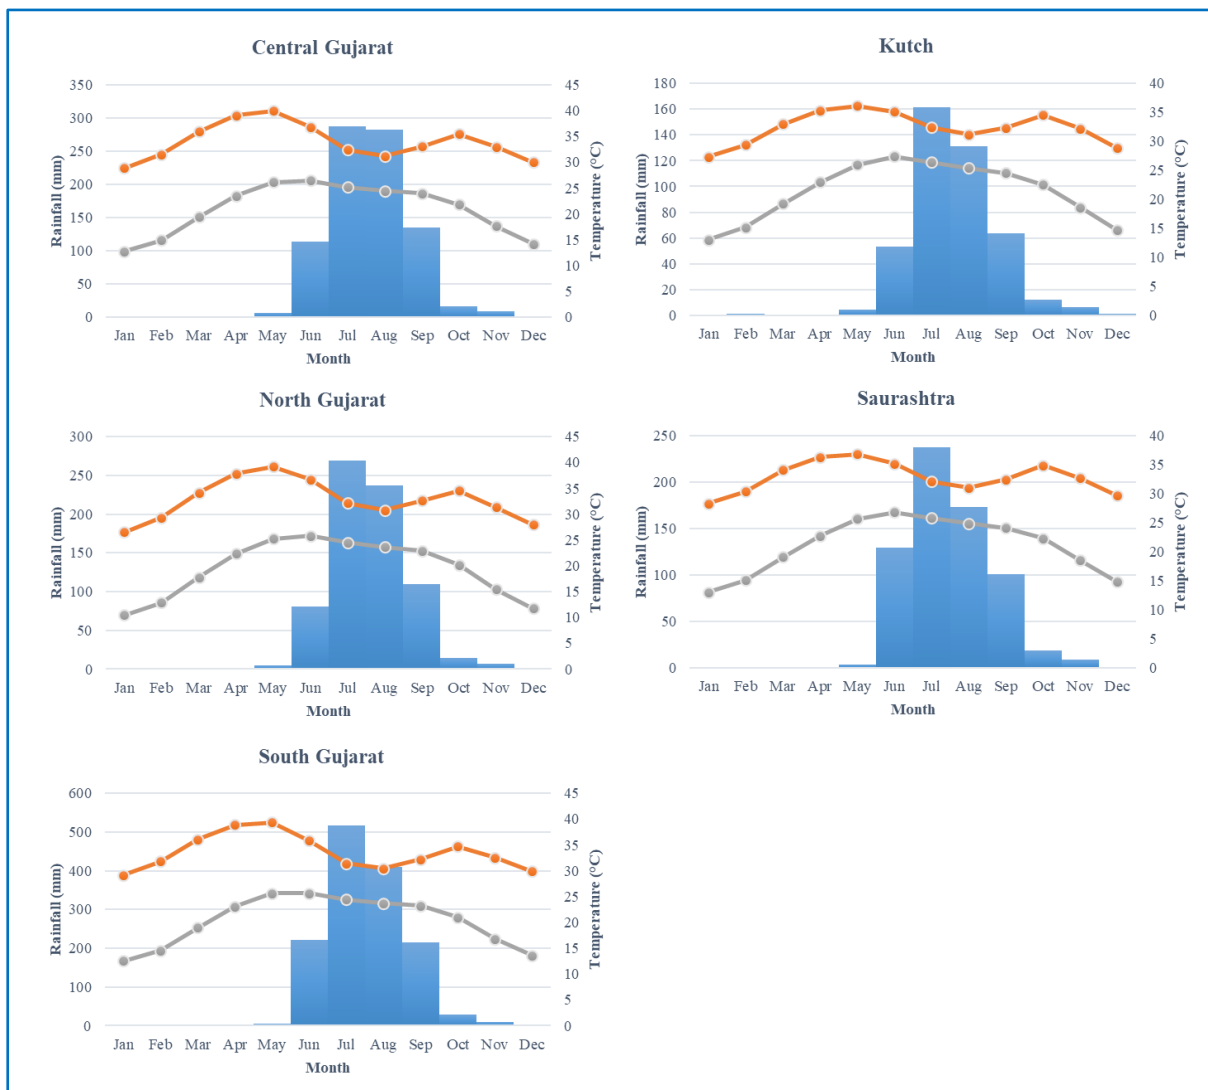 Central Gujarat
350 300 250 200 150 100 50 0
Rainfall (mm)
45 40 35 30 25 20 15 10 5 0
Temperature (°C)
Jan Feb Mar Apr May Jun Jul Aug Sep Oct Nov Dec
Month
Kutch
180 160 140 120 100 80 60 40 20 0
Rainfall (mm)
40 35 30 25 20 15 10 5 0
Temperature (°C)
Jan Feb Mar Apr May Jun Jul Aug Sep Oct Nov Dec
Month
North Gujarat
300 250 200 150 100 50 0
Rainfall (mm)
45 40 35 30 25 20 15 10 5 0
Temperature (°C)
Jan Feb Mar Apr May Jun Jul Aug Sep Oct Nov Dec
Month
Saurashtra
250 200 150 100 50 0
Rainfall (mm)
40 35 30 25 20 15 10 5 0
Temperature (°C)
Jan Feb Mar Apr May Jun Jul Aug Sep Oct Nov Dec
Month
South Gujarat
600 500 400 300 200 100 0
Rainfall (mm)
45 40 35 30 25 20 15 10 5 0
Temperature (°C)
Jan Feb Mar Apr May Jun Jul Aug Sep Oct Nov Dec
Month